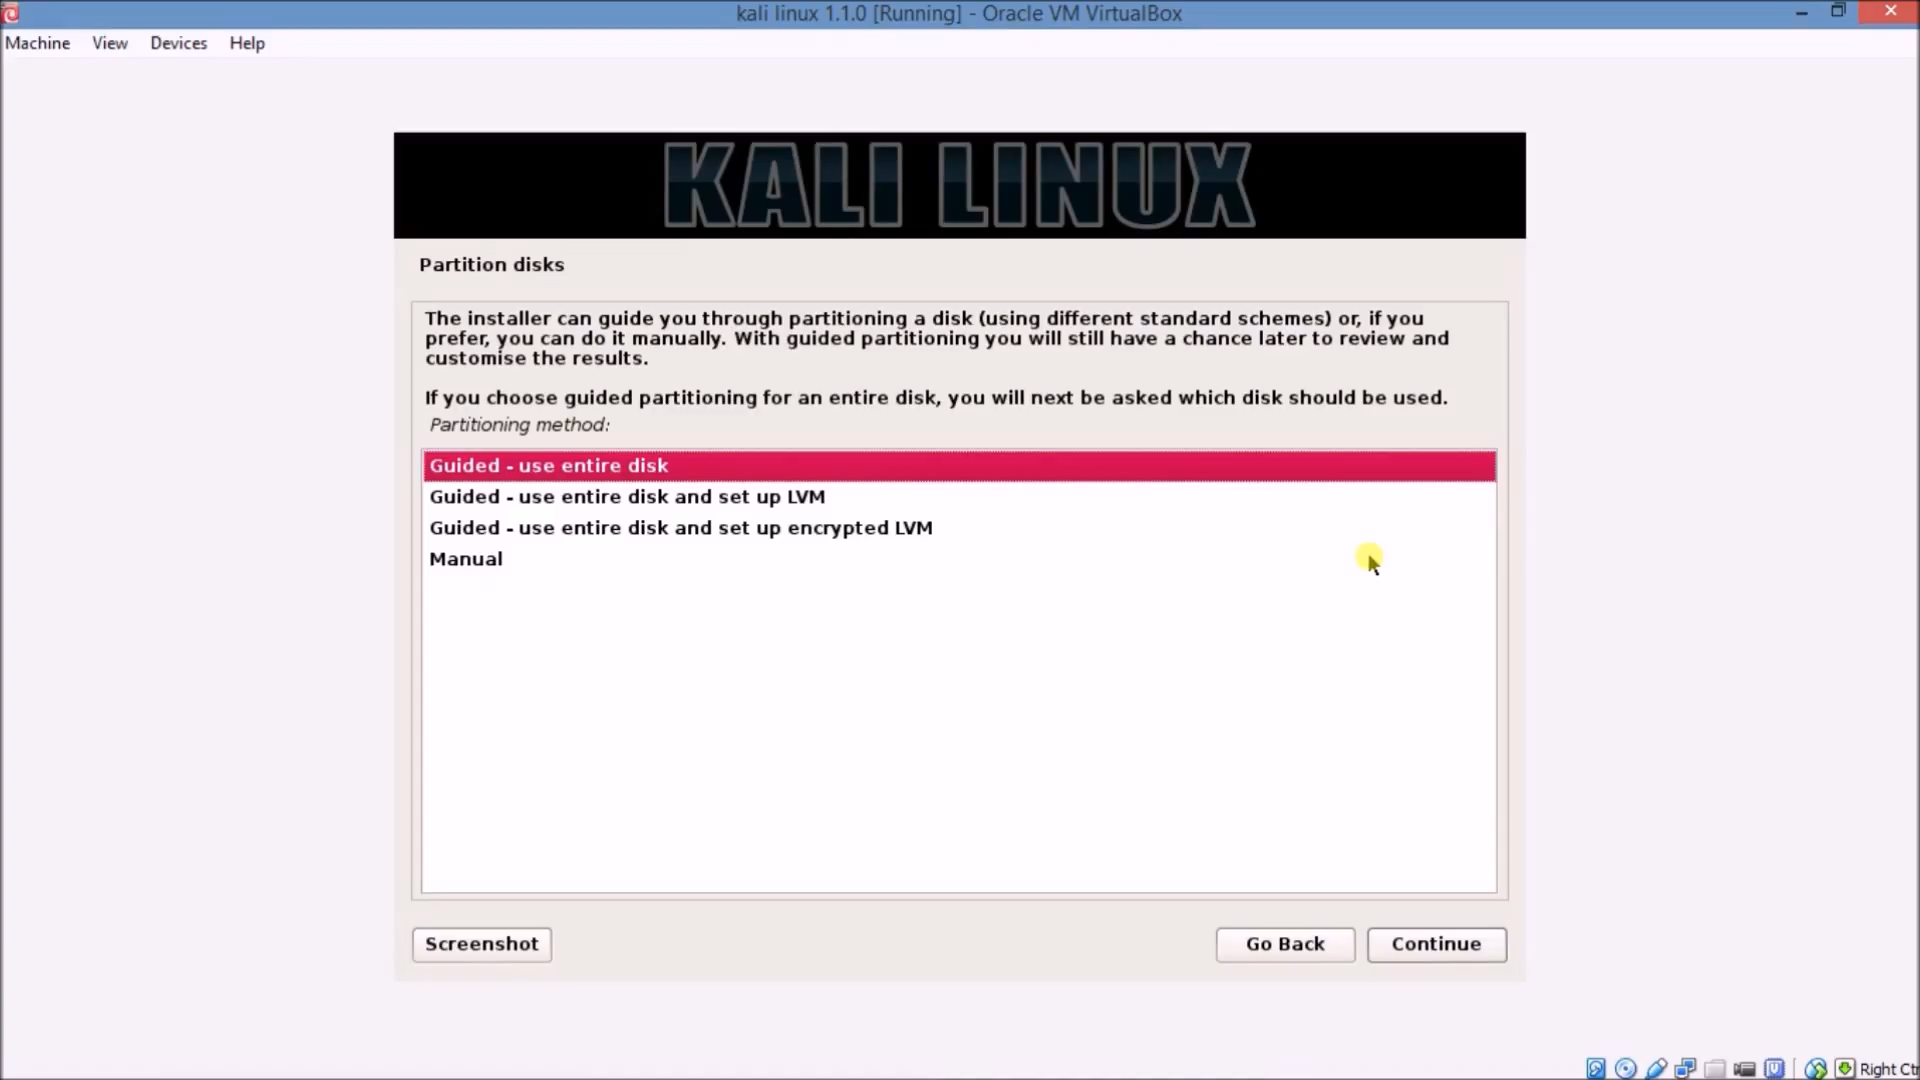 kali linux 1.1.0 [Running] - Oracle VM VirtualBox
Machine View Devices Help
KALI LINUX
Partition disks
The installer can guide you through partitioning a disk (using different standard schemes) or, if you
prefer, you can do it manually. With guided partitioning you will still have a chance later to review and
customise the results.
If you choose guided partitioning for an entire disk, you will next be asked which disk should be used.
Partitioning method:
Guided - use entire disk
Guided - use entire disk and set up LVM
Guided - use entire disk and set up encrypted LVM
Manual
Screenshot Go Back Continue
Right Ctr